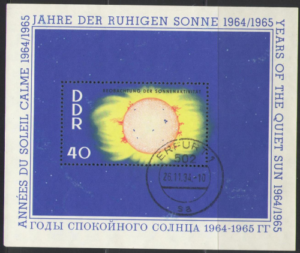 JAHRE DER RUHIGEN SONNE 1964/1965
ANNÉES DU SOLEIL CALME 1964/1965
YEARS OF THE QUIET SUN 1964/1965
ГОДЫ СПОКОЙНОГО СОЛНЦА 1964-1965 ГГ
DDR
40
ERFURT